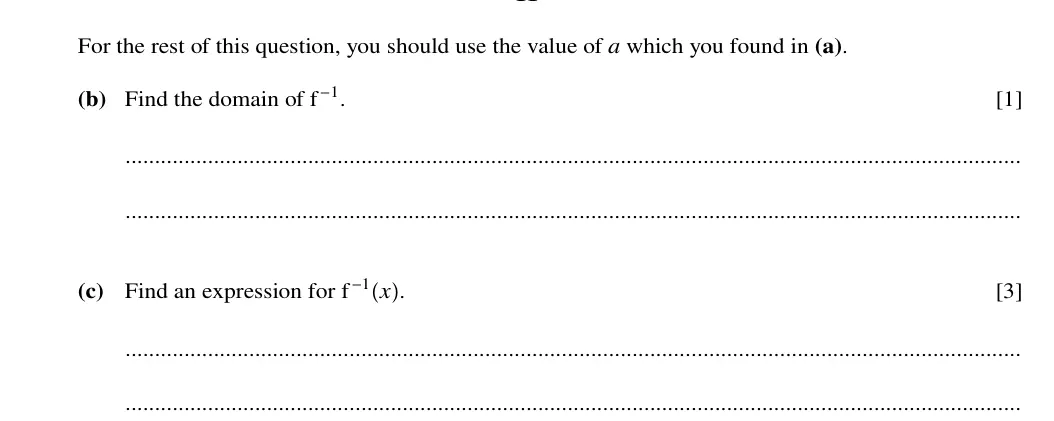 For the rest of this question, you should use the value of a which you found in (a).
(b) Find the domain of f⁻¹. [1]
(c) Find an expression for f⁻¹(x). [3]